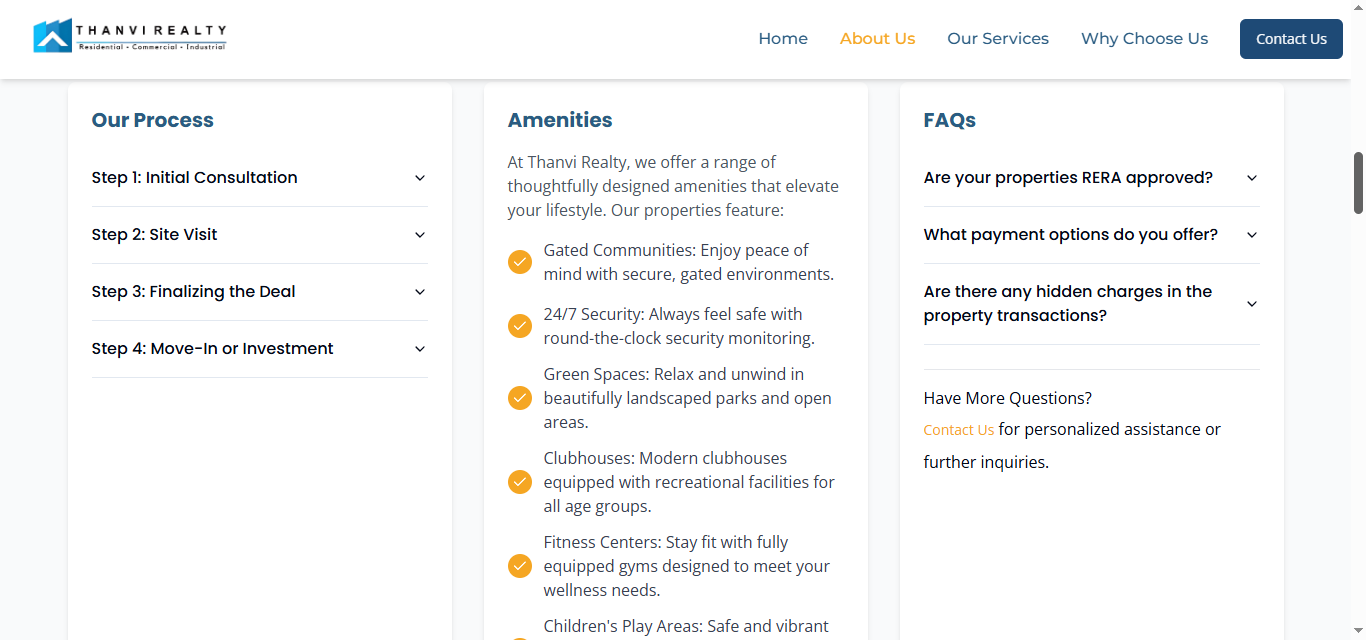 THANVI REALTY
Residential • Commercial • Industrial
Home
About Us
Our Services
Why Choose Us
Contact Us
Our Process
Step 1: Initial Consultation
Step 2: Site Visit
Step 3: Finalizing the Deal
Step 4: Move-In or Investment
Amenities
At Thanvi Realty, we offer a range of
thoughtfully designed amenities that elevate
your lifestyle. Our properties feature:
Gated Communities: Enjoy peace of
mind with secure, gated environments.
24/7 Security: Always feel safe with
round-the-clock security monitoring.
Green Spaces: Relax and unwind in
beautifully landscaped parks and open
areas.
Clubhouses: Modern clubhouses
equipped with recreational facilities for
all age groups.
Fitness Centers: Stay fit with fully
equipped gyms designed to meet your
wellness needs.
Children's Play Areas: Safe and vibrant
FAQs
Are your properties RERA approved?
What payment options do you offer?
Are there any hidden charges in the
property transactions?
Have More Questions?
Contact Us for personalized assistance or
further inquiries.